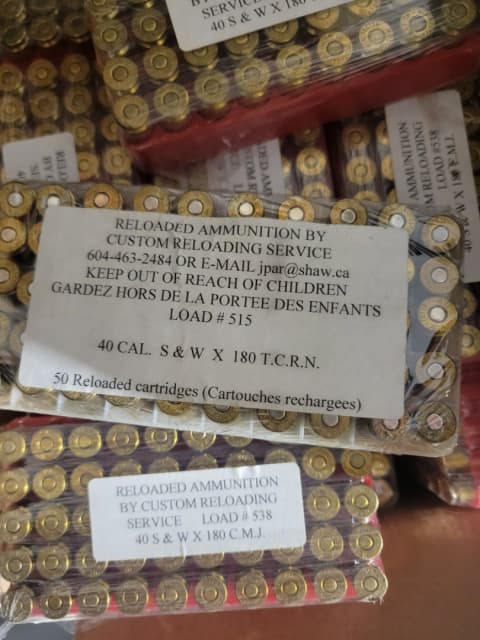 SERVICE
40 S & W X 180
AMMUNITION
RELOADING
LOAD #538
RELOADED AMMUNITION BY
CUSTOM RELOADING SERVICE
604-463-2484 OR E-MAIL jpar@shaw.ca
KEEP OUT OF REACH OF CHILDREN
GARDEZ HORS DE LA PORTEE DES ENFANTS
LOAD # 515
40 CAL. S & W X 180 T.C.R.N.
50 Reloaded cartridges (Cartouches rechargees)
RELOADED AMMUNITION
BY CUSTOM RELOADING
SERVICE LOAD # 538
40 S & W X 180 C.M.J.